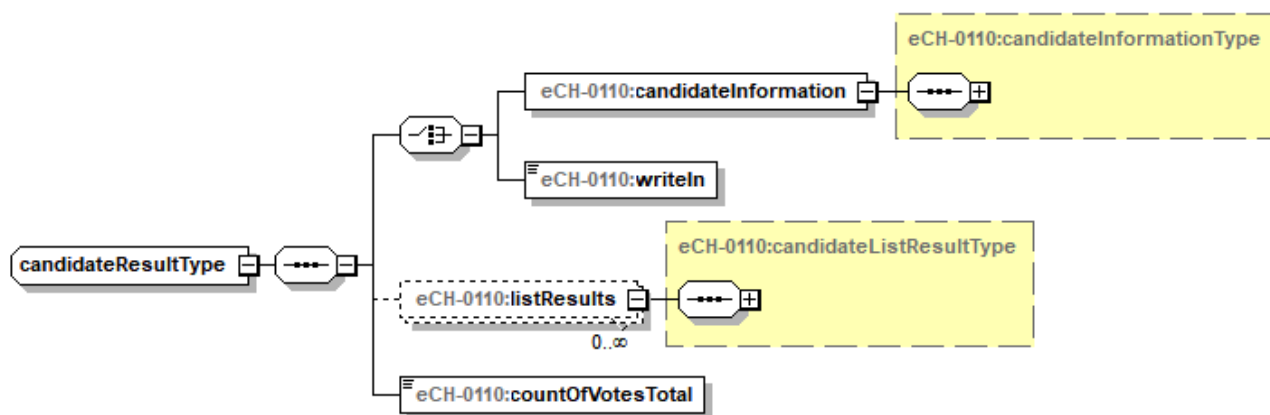 eCH-0110:candidateInformationType
eCH-0110:candidateInformation
eCH-0110:writeIn
eCH-0110:candidateListResultType
candidateResultType
eCH-0110:listResults
0..∞
eCH-0110:countOfVotesTotal